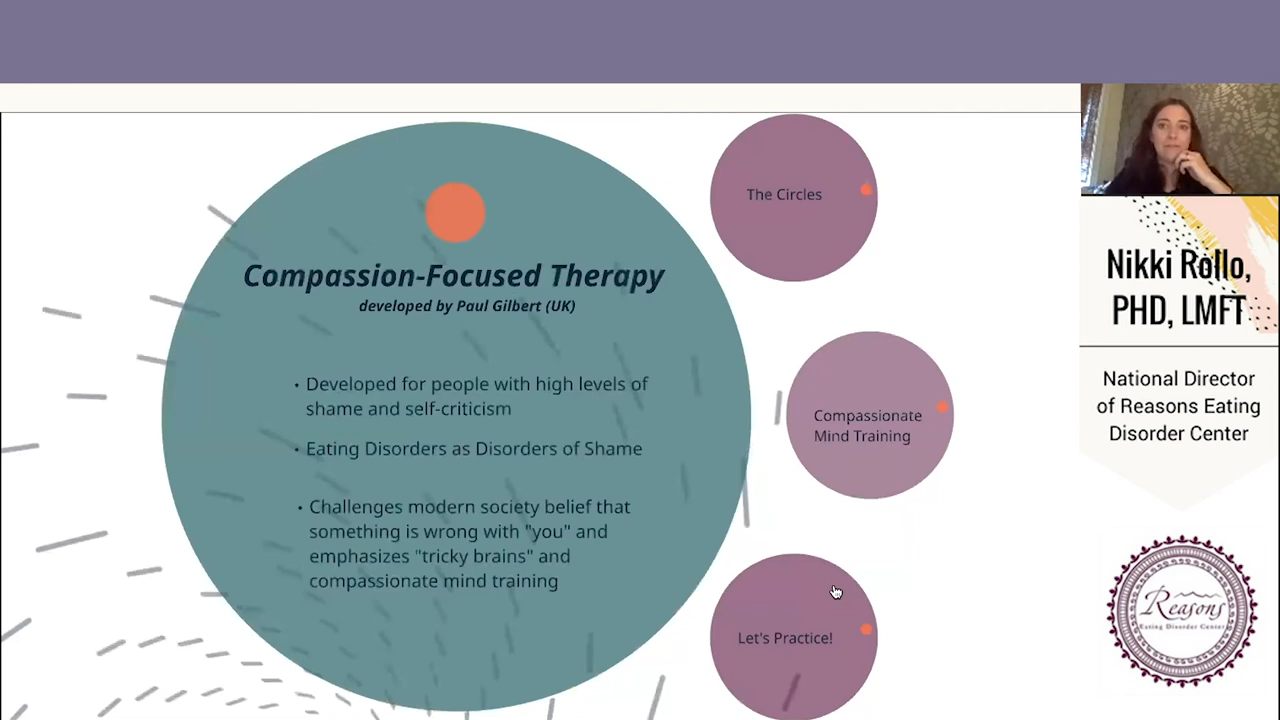 Compassion-Focused Therapy
developed by Paul Gilbert (UK)
• Developed for people with high levels of
shame and self-criticism
• Eating Disorders as Disorders of Shame
• Challenges modern society belief that
something is wrong with "you" and
emphasizes "tricky brains" and
compassionate mind training
The Circles
Compassionate
Mind Training
Let's Practice!
Nikki Rollo,
PHD, LMFT
National Director
of Reasons Eating
Disorder Center
Reasons
Eating Disorder Center